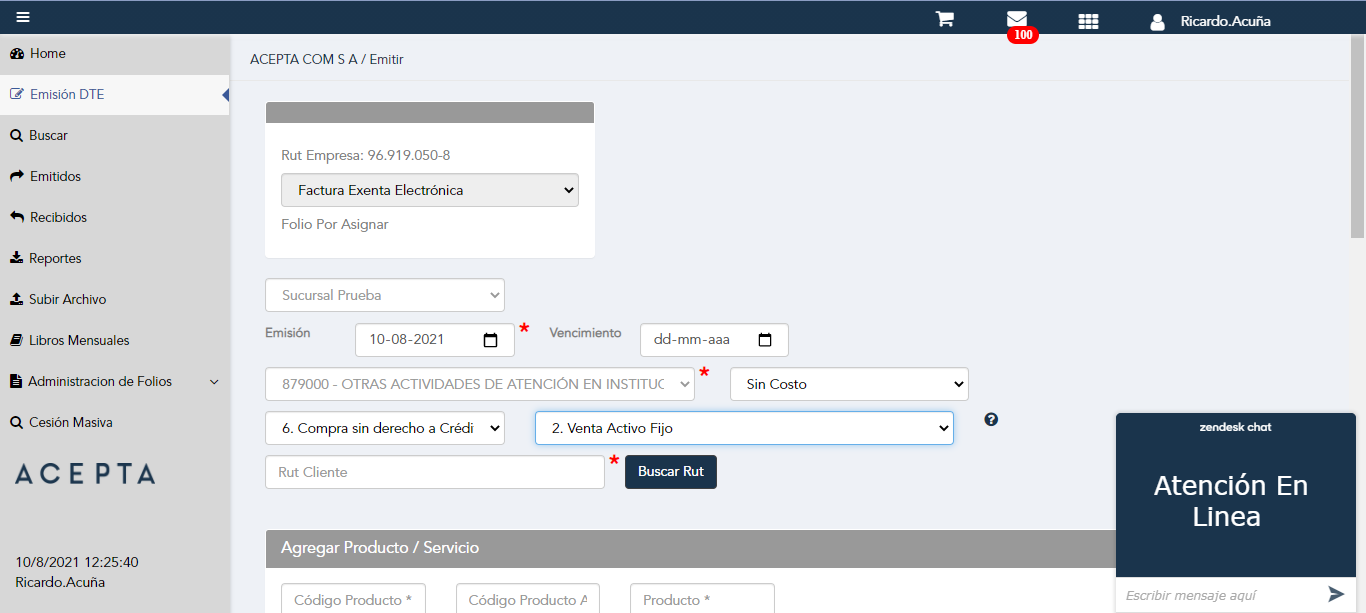 100
Ricardo.Acuña
Home
Emisión DTE
Buscar
Emitidos
Recibidos
Reportes
Subir Archivo
Libros Mensuales
Administracion de Folios
Cesión Masiva
ACEPTA
10/8/2021 12:25:40
Ricardo.Acuña
ACEPTA COM S A / Emitir
Rut Empresa: 96.919.050-8
Factura Exenta Electrónica
Folio Por Asignar
Sucursal Prueba
Emisión 10-08-2021 * Vencimiento dd-mm-aaa
879000 - OTRAS ACTIVIDADES DE ATENCIÓN EN INSTITUC * Sin Costo
6. Compra sin derecho a Crédi 2. Venta Activo Fijo ?
Rut Cliente * Buscar Rut
Agregar Producto / Servicio
Código Producto * Código Producto A Producto *
zendesk chat
Atención En
Linea
Escribir mensaje aquí